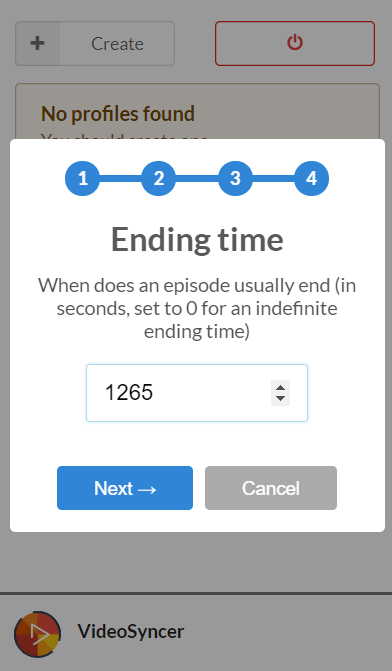 Create
No profiles found
You should create one
1 2 3 4
Ending time
When does an episode usually end (in
seconds, set to 0 for an indefinite
ending time)
1265
Next →
Cancel
VideoSyncer